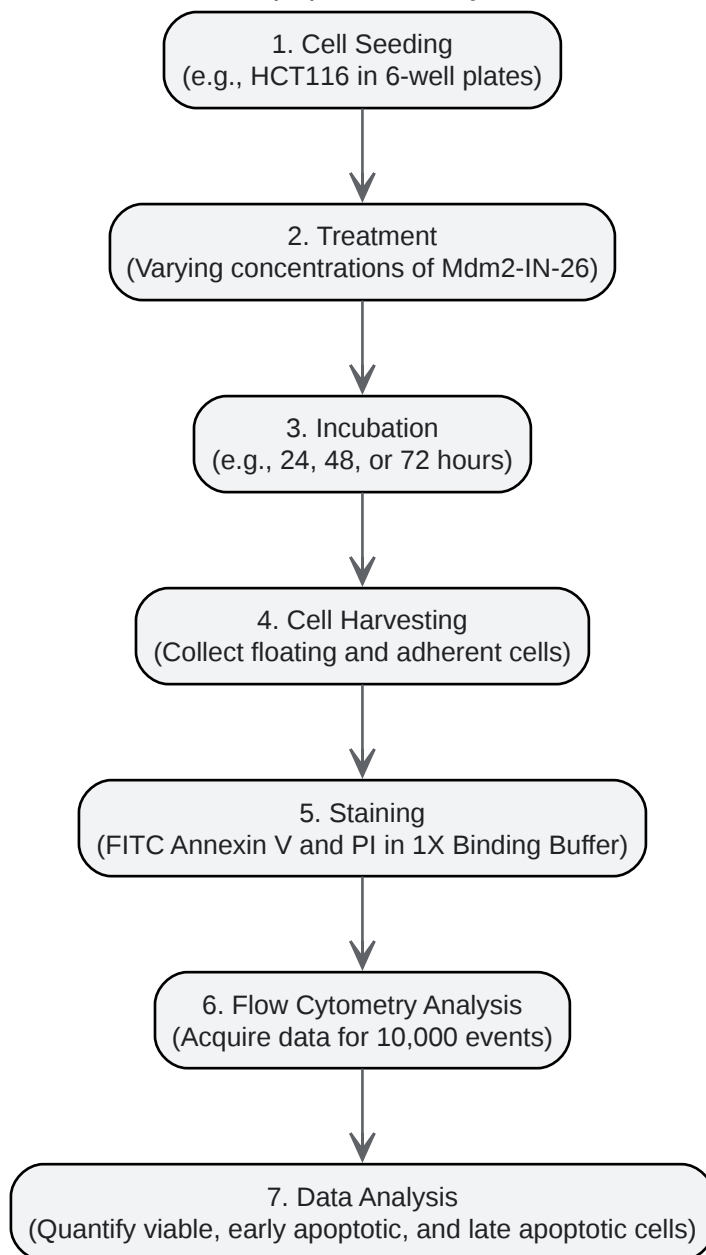 1. Cell Seeding
(e.g., HCT116 in 6-well plates)
2. Treatment
(Varying concentrations of Mdm2-IN-26)
3. Incubation
(e.g., 24, 48, or 72 hours)
4. Cell Harvesting
(Collect floating and adherent cells)
5. Staining
(FITC Annexin V and PI in 1X Binding Buffer)
6. Flow Cytometry Analysis
(Acquire data for 10,000 events)
7. Data Analysis
(Quantify viable, early apoptotic, and late apoptotic cells)